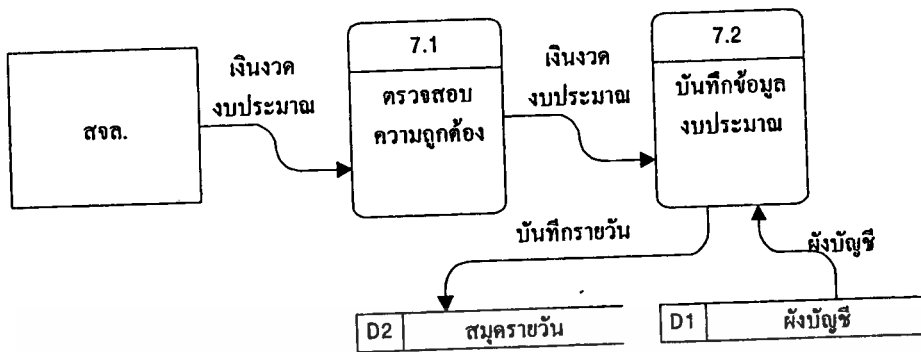 สจล.
เงินงวด
งบประมาณ
7.1
ตรวจสอบ
ความถูกต้อง
เงินงวด
งบประมาณ
7.2
บันทึกข้อมูล
งบประมาณ
บันทึกรายวัน
ผังบัญชี
D2 สมุดรายวัน
D1 ผังบัญชี